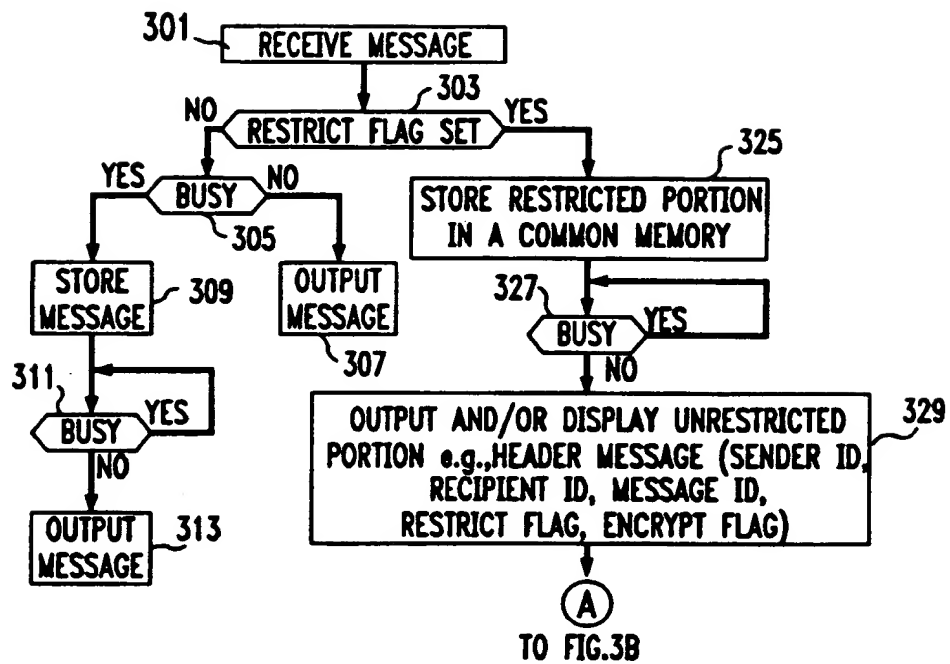 301
RECEIVE MESSAGE
303
NO
RESTRICT FLAG SET
YES
325
YES
BUSY
NO
305
STORE RESTRICTED PORTION
IN A COMMON MEMORY
STORE
MESSAGE
309
OUTPUT
MESSAGE
307
327
BUSY
YES
NO
311
BUSY
YES
NO
OUTPUT AND/OR DISPLAY UNRESTRICTED
PORTION e.g.,HEADER MESSAGE (SENDER ID,
RECIPIENT ID, MESSAGE ID,
RESTRICT FLAG, ENCRYPT FLAG)
329
OUTPUT
MESSAGE
313
A
TO FIG.3B